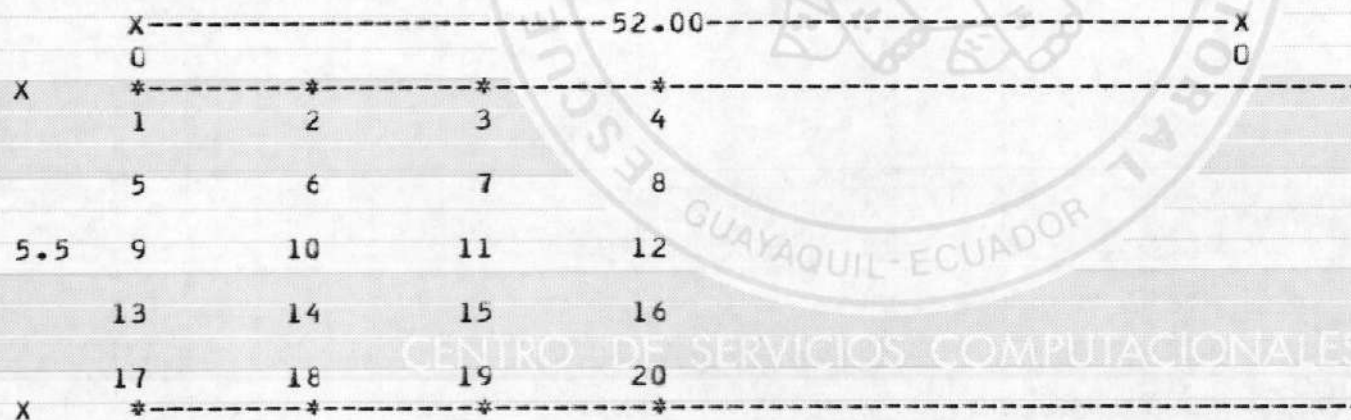 X--------------------------52.00-----------------------------X
0 0
X *---------*---------*---------*--------------------------------------
1 2 3 4
5 6 7 8
5.5 9 10 11 12
13 14 15 16
17 18 19 20
X *---------*---------*---------*--------------------------------------
GUAYAQUIL - ECUADOR
CENTRO DE SERVICIOS COMPUTACIONALES